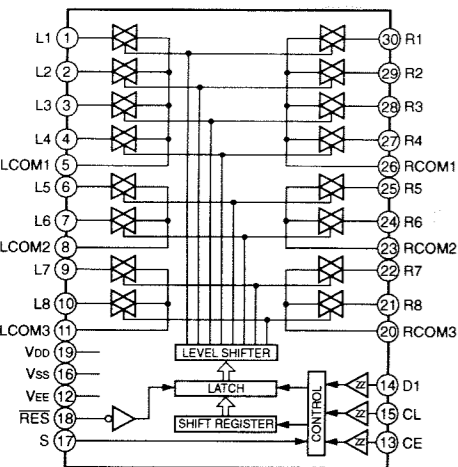 L1 1 30 R1
L2 2 29 R2
L3 3 28 R3
L4 4 27 R4
LCOM1 5 26 RCOM1
L5 6 25 R5
L6 7 24 R6
LCOM2 8 23 RCOM2
L7 9 22 R7
L8 10 21 R8
LCOM3 11 20 RCOM3
VDD 19 LEVEL SHIFTER
VSS 16
VEE 12 LATCH 14 D1
RES 18 CONTROL 15 CL
SHIFT REGISTER
S 17 13 CE